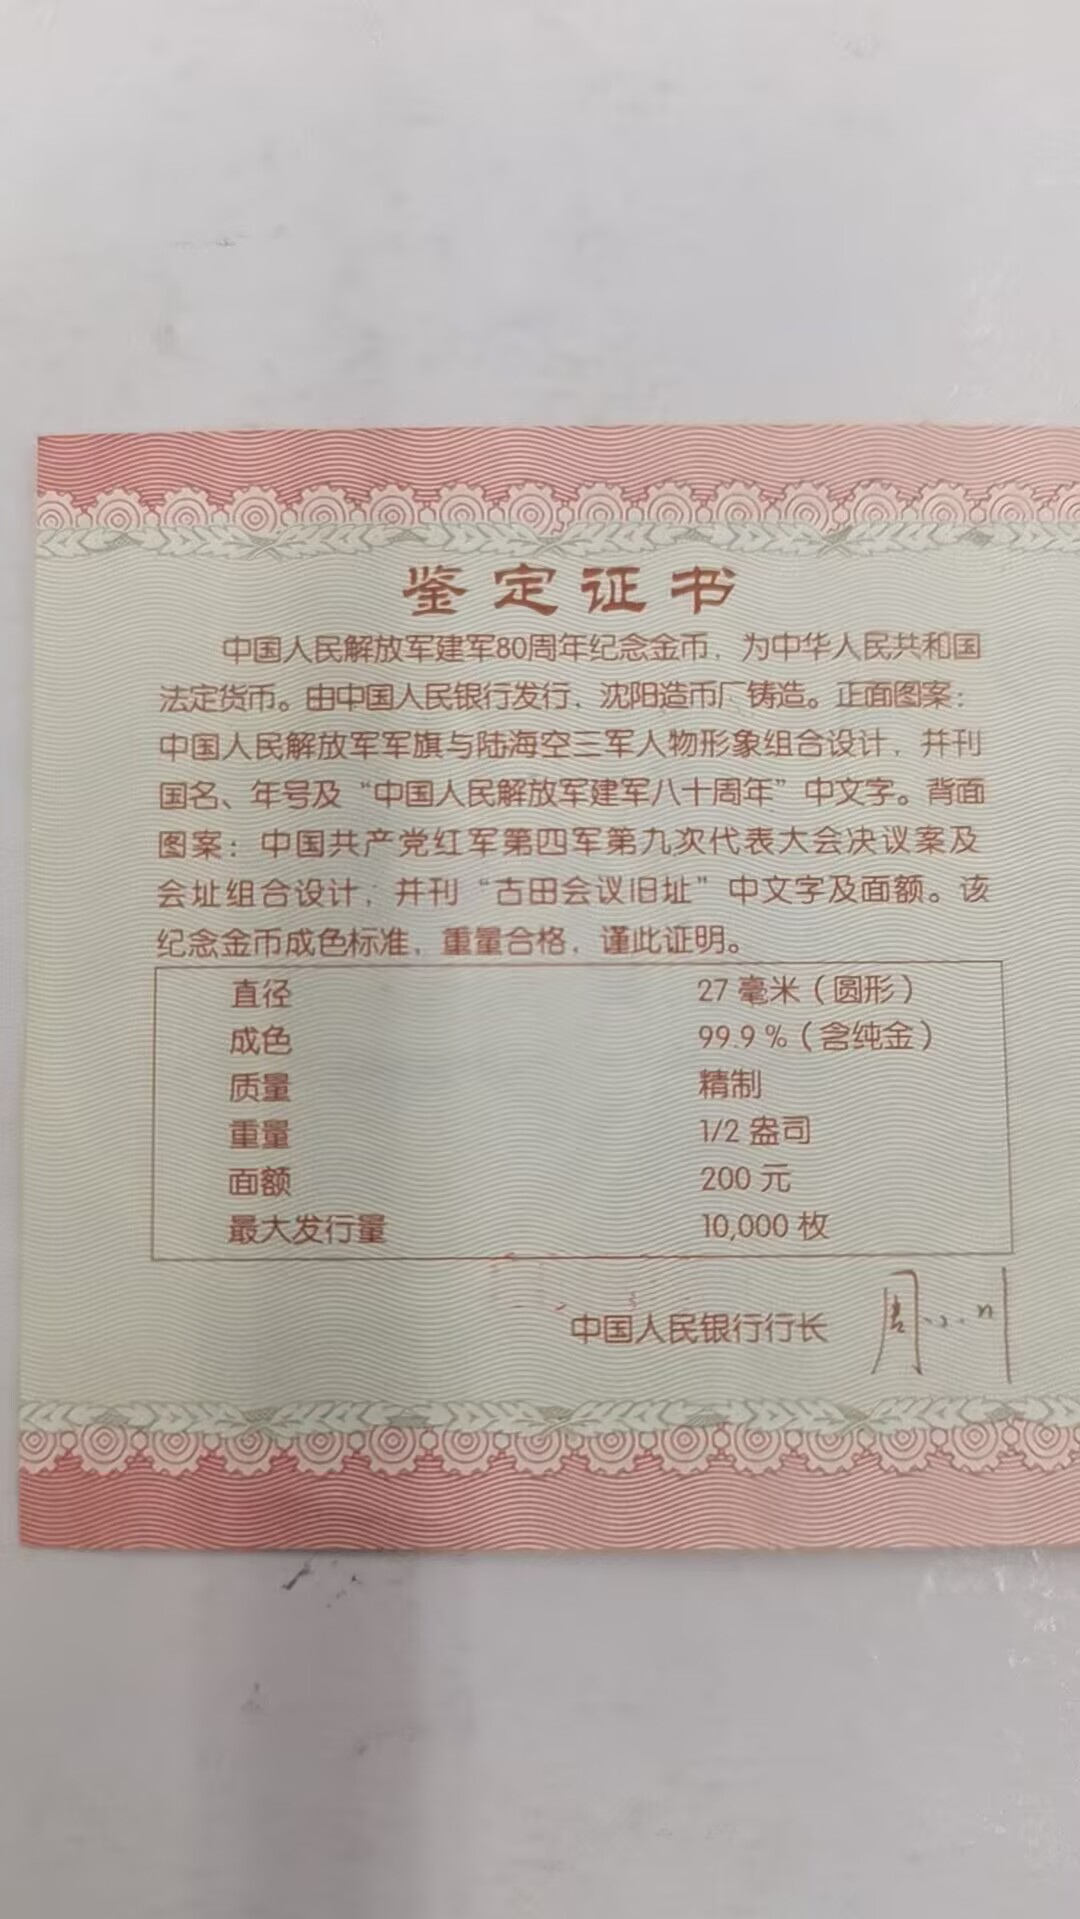 鉴定证书
中国人民解放军建军80周年纪念金币，为中华人民共和国
法定货币。由中国人民银行发行，沈阳造币厂铸造。正面图案：
中国人民解放军军旗与陆海空三军人物形象组合设计，并刊
国名、年号及“中国人民解放军建军八十周年”中文字。背面
图案：中国共产党红军第四军第九次代表大会决议案及
会址组合设计，并刊“古田会议旧址”中文字及面额。该
纪念金币成色标准，重量合格，谨此证明。
直径 27 毫米（圆形）
成色 99.9％（含纯金）
质量 精制
重量 1/2 盎司
面额 200 元
最大发行量 10,000 枚
中国人民银行行长 周小川